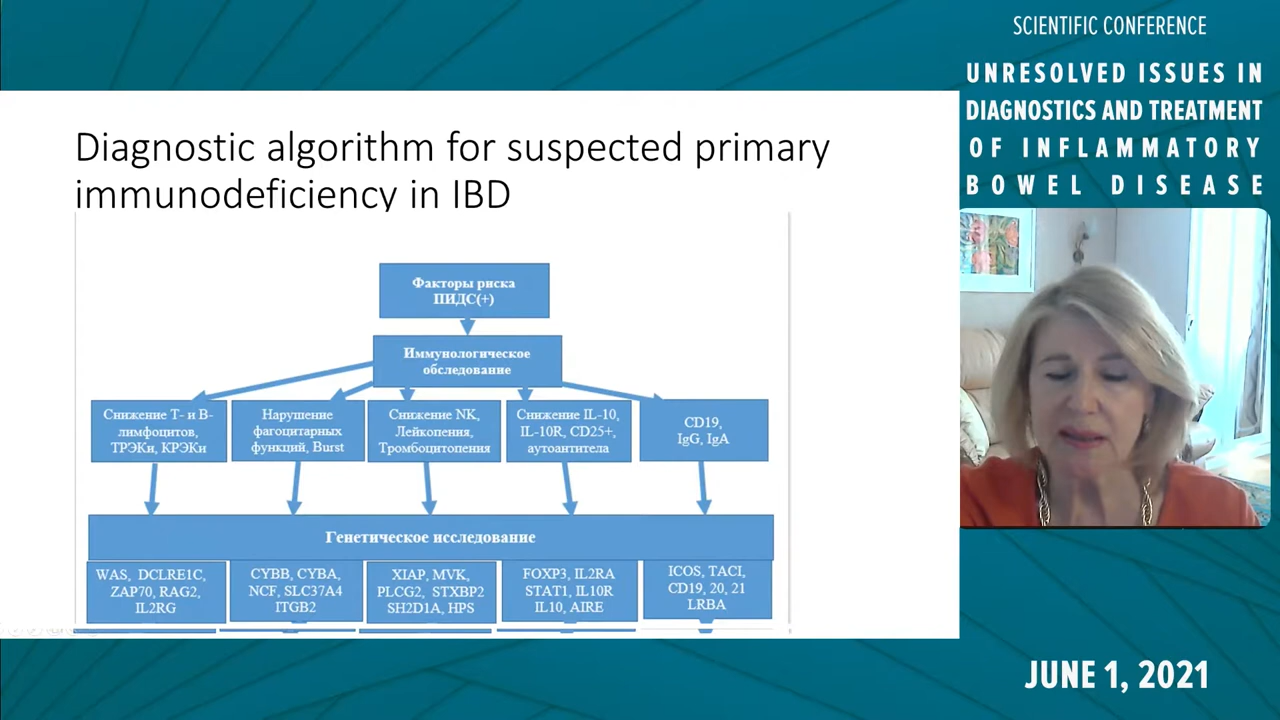 SCIENTIFIC CONFERENCE
UNRESOLVED ISSUES IN
DIAGNOSTICS AND TREATMENT
OF INFLAMMATORY
BOWEL DISEASE
Diagnostic algorithm for suspected primary
immunodeficiency in IBD
Факторы риска
ПИДС(+)
Иммунологическое
обследование
Снижение Т- и В-
лимфоцитов,
ТРЭКи, КРЭКи
Нарушение
фагоцитарных
функций, Burst
Снижение NK,
Лейкопения,
Тромбоцитопения
Снижение IL-10,
IL-10R, CD25+,
аутоантитела
CD19,
IgG, IgA
Генетическое исследование
WAS, DCLRE1C,
ZAP70, RAG2,
IL2RG
CYBB, CYBA,
NCF, SLC37A4
ITGB2
XIAP, MVK,
PLCG2, STXBP2
SH2D1A, HPS
FOXP3, IL2RA
STAT1, IL10R
IL10, AIRE
ICOS, TACI,
CD19, 20, 21
LRBA
JUNE 1, 2021